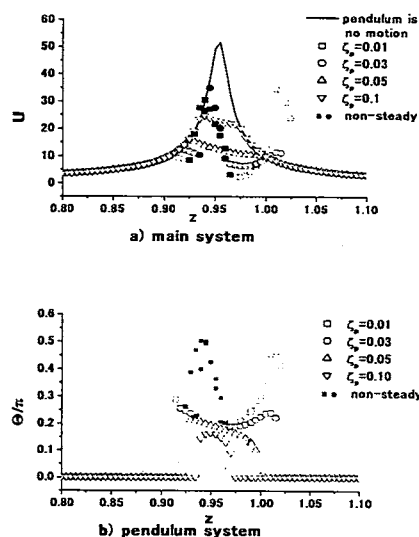 pendulum is
no motion
ζp=0.01
ζp=0.03
ζp=0.05
ζp=0.1
non-steady
60
50
40
30
20
10
0
U
0.80 0.85 0.90 0.95 1.00 1.05 1.10
z
a) main system
0.6
0.5
0.4
0.3
0.2
0.1
0.0
Θ/π
ζp=0.01
ζp=0.03
ζp=0.05
ζp=0.10
non-steady
0.80 0.85 0.90 0.95 1.00 1.05 1.10
z
b) pendulum system